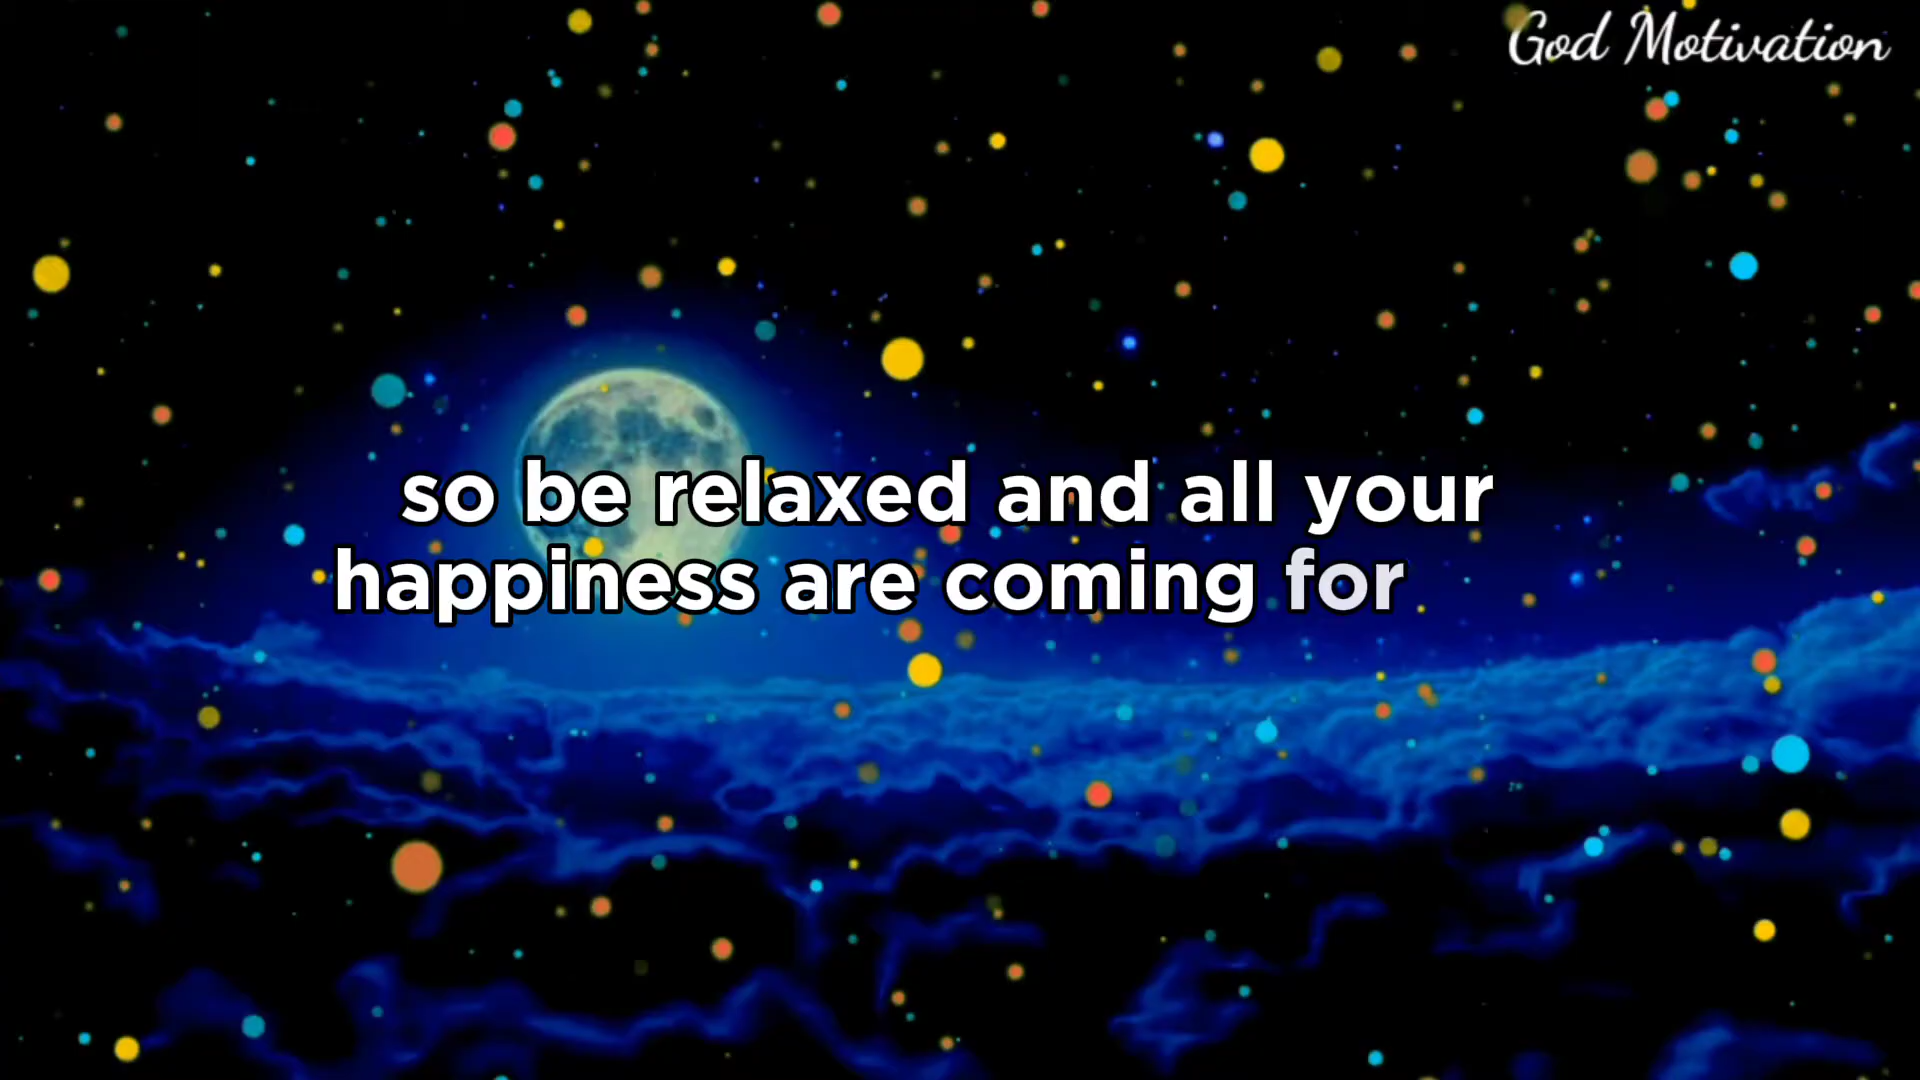 God Motivation
so be relaxed and all your
happiness are coming for